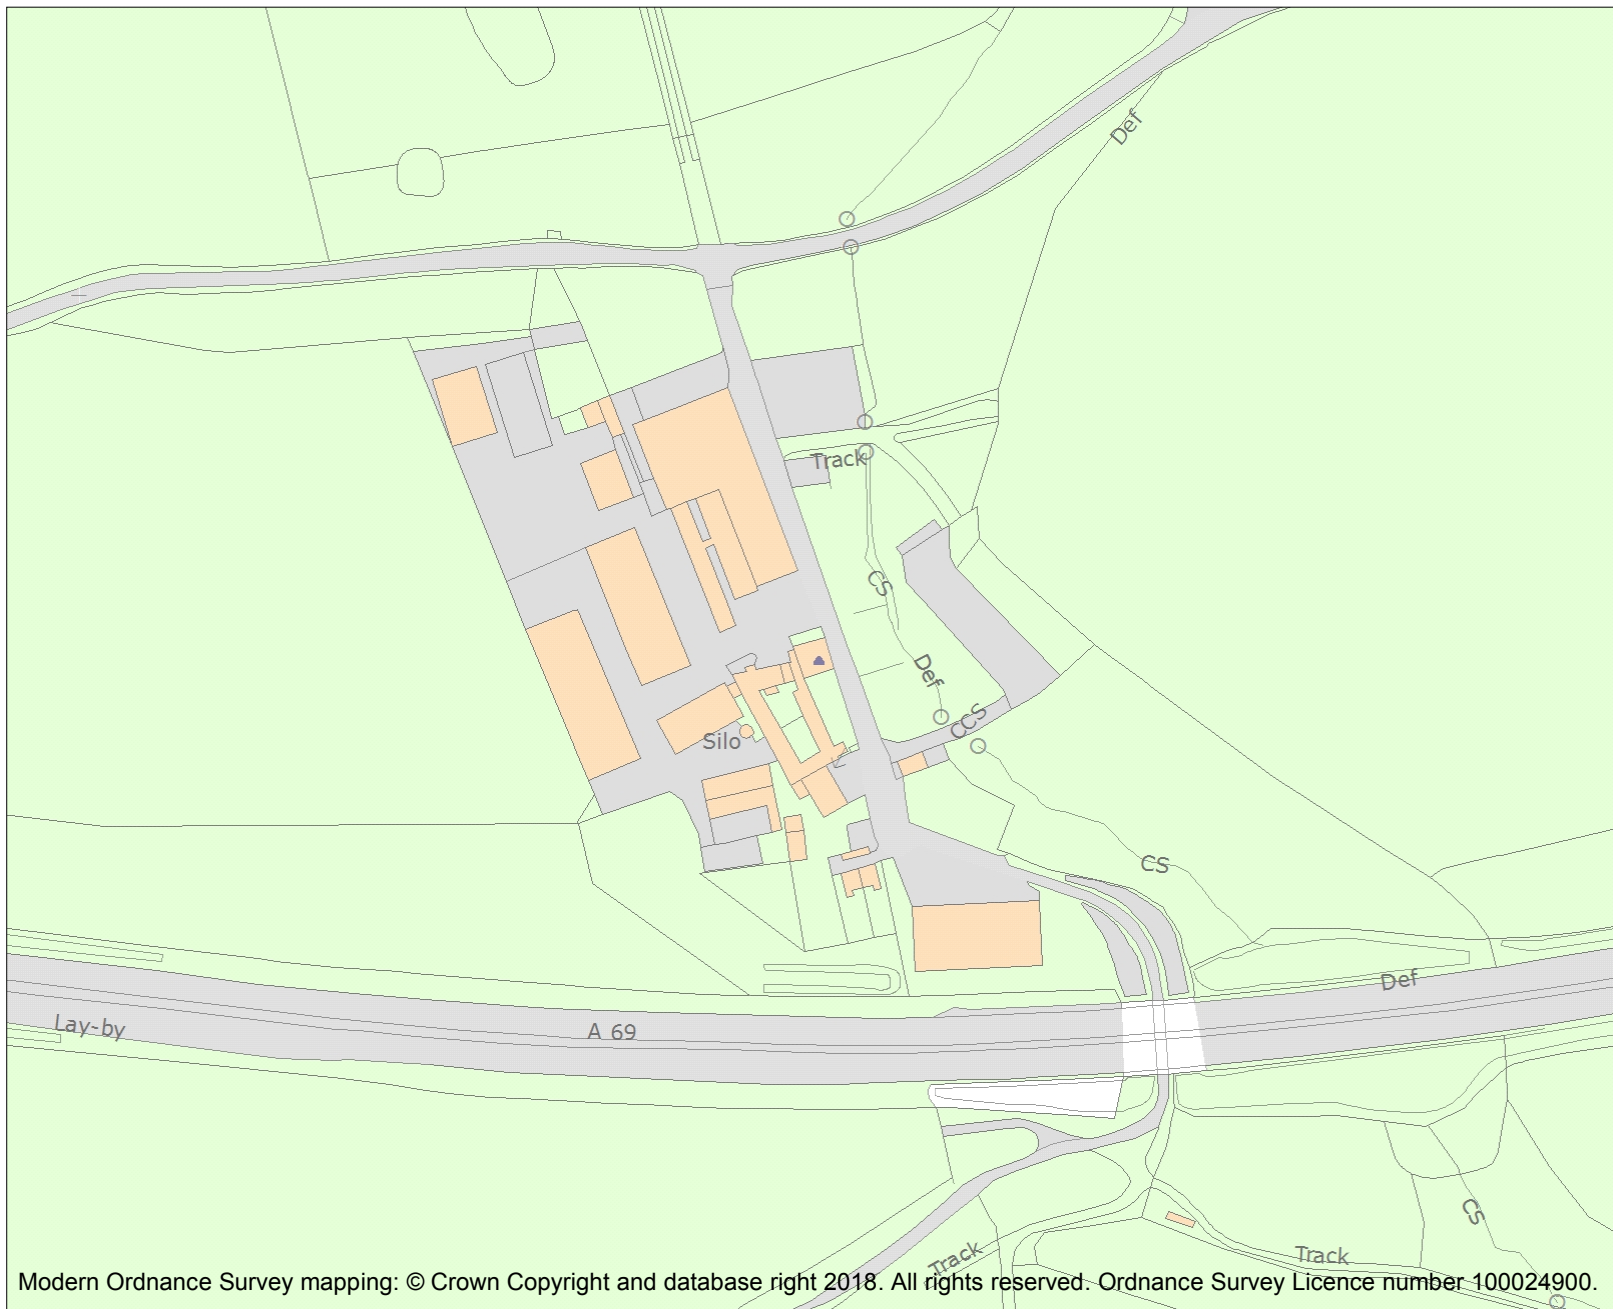 Def
Track
CS
Def
CCS
Silo
CS
Def
Lay-by
A 69
CS
Track
Track
Modern Ordnance Survey mapping: © Crown Copyright and database right 2018. All rights reserved. Ordnance Survey Licence number 100024900.